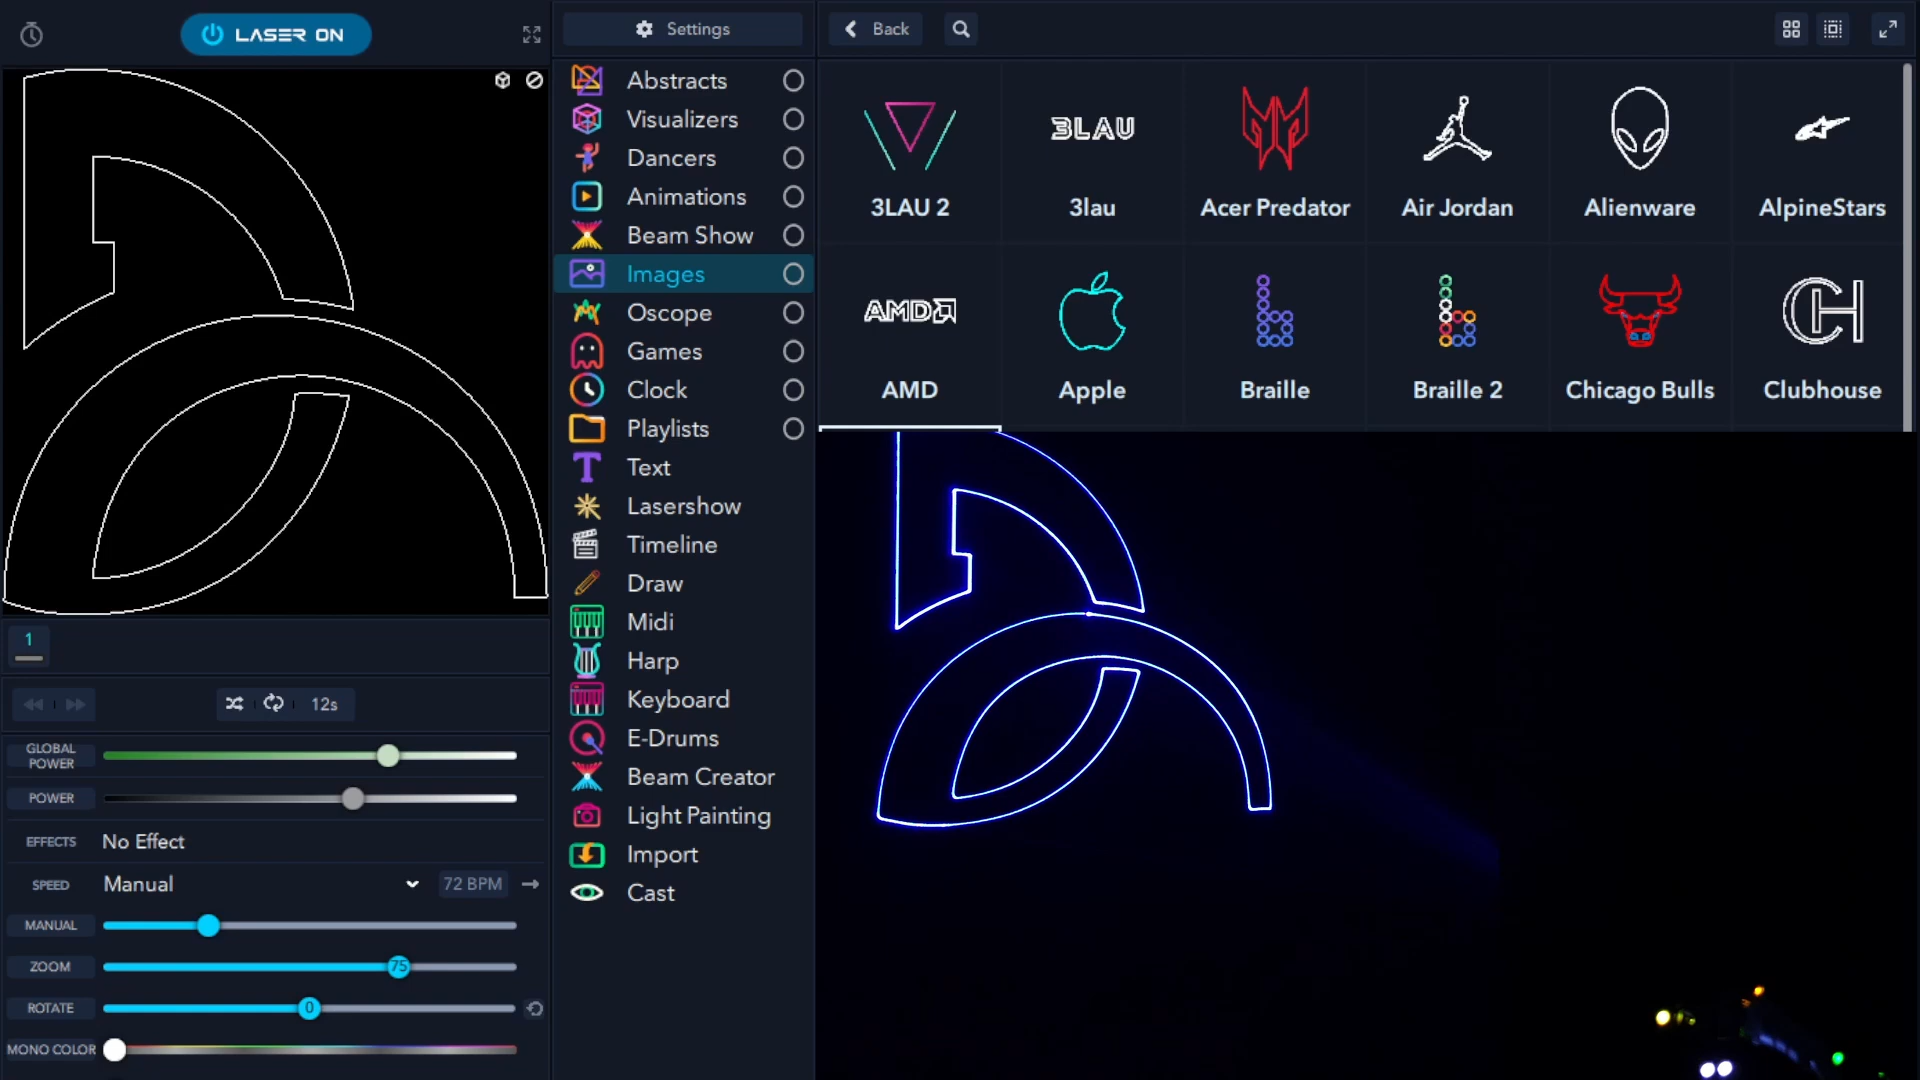 LASER ON
Settings
Back
Abstracts
Visualizers
Dancers
Animations
Beam Show
Images
Oscope
Games
Clock
Playlists
Text
Lasershow
Timeline
Draw
Midi
Harp
Keyboard
E-Drums
Beam Creator
Light Painting
Import
Cast
3LAU
3LAU 2
3lau
Acer Predator
Air Jordan
Alienware
AlpineStars
AMD
CH
AMD
Apple
Braille
Braille 2
Chicago Bulls
Clubhouse
1
12s
GLOBAL
POWER
POWER
EFFECTS
No Effect
SPEED
Manual
72 BPM
MANUAL
ZOOM
75
ROTATE
0
MONO COLOR